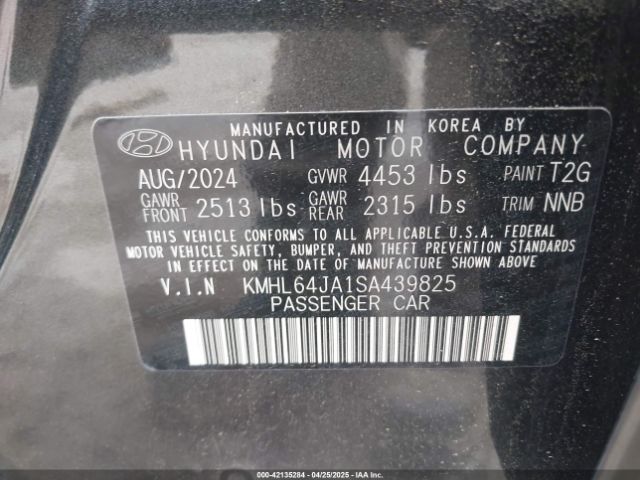 MANUFACTURED IN KOREA BY
HYUNDAI MOTOR COMPANY
AUG/2024 GVWR 4453 lbs PAINT T2G
GAWR FRONT 2513 lbs GAWR REAR 2315 lbs TRIM NNB
THIS VEHICLE CONFORMS TO ALL APPLICABLE U.S.A. FEDERAL
MOTOR VEHICLE SAFETY, BUMPER, AND THEFT PREVENTION STANDARDS
IN EFFECT ON THE DATE OF MANUFACTURE SHOWN ABOVE
V.I.N KMHL64JA1SA439825
PASSENGER CAR
000-42135284 - 04/25/2025 - IAAI.COM